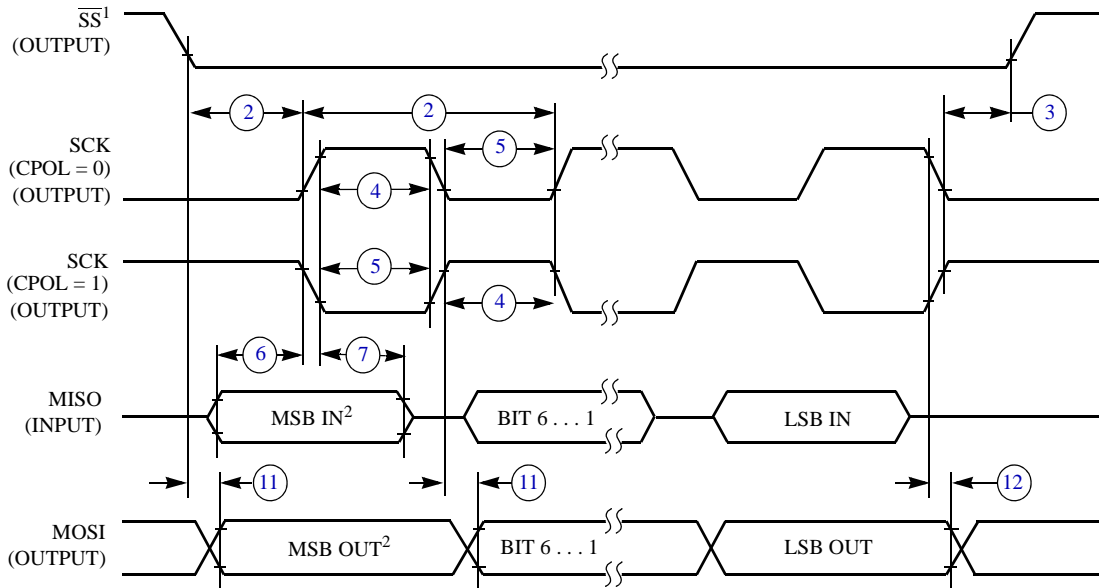 SS¹
(OUTPUT)
2
2
3
SCK
(CPOL = 0)
(OUTPUT)
5
4
SCK
(CPOL = 1)
(OUTPUT)
5
4
6
7
MISO
(INPUT)
MSB IN²
BIT 6 . . . 1
LSB IN
11
11
12
MOSI
(OUTPUT)
MSB OUT²
BIT 6 . . . 1
LSB OUT